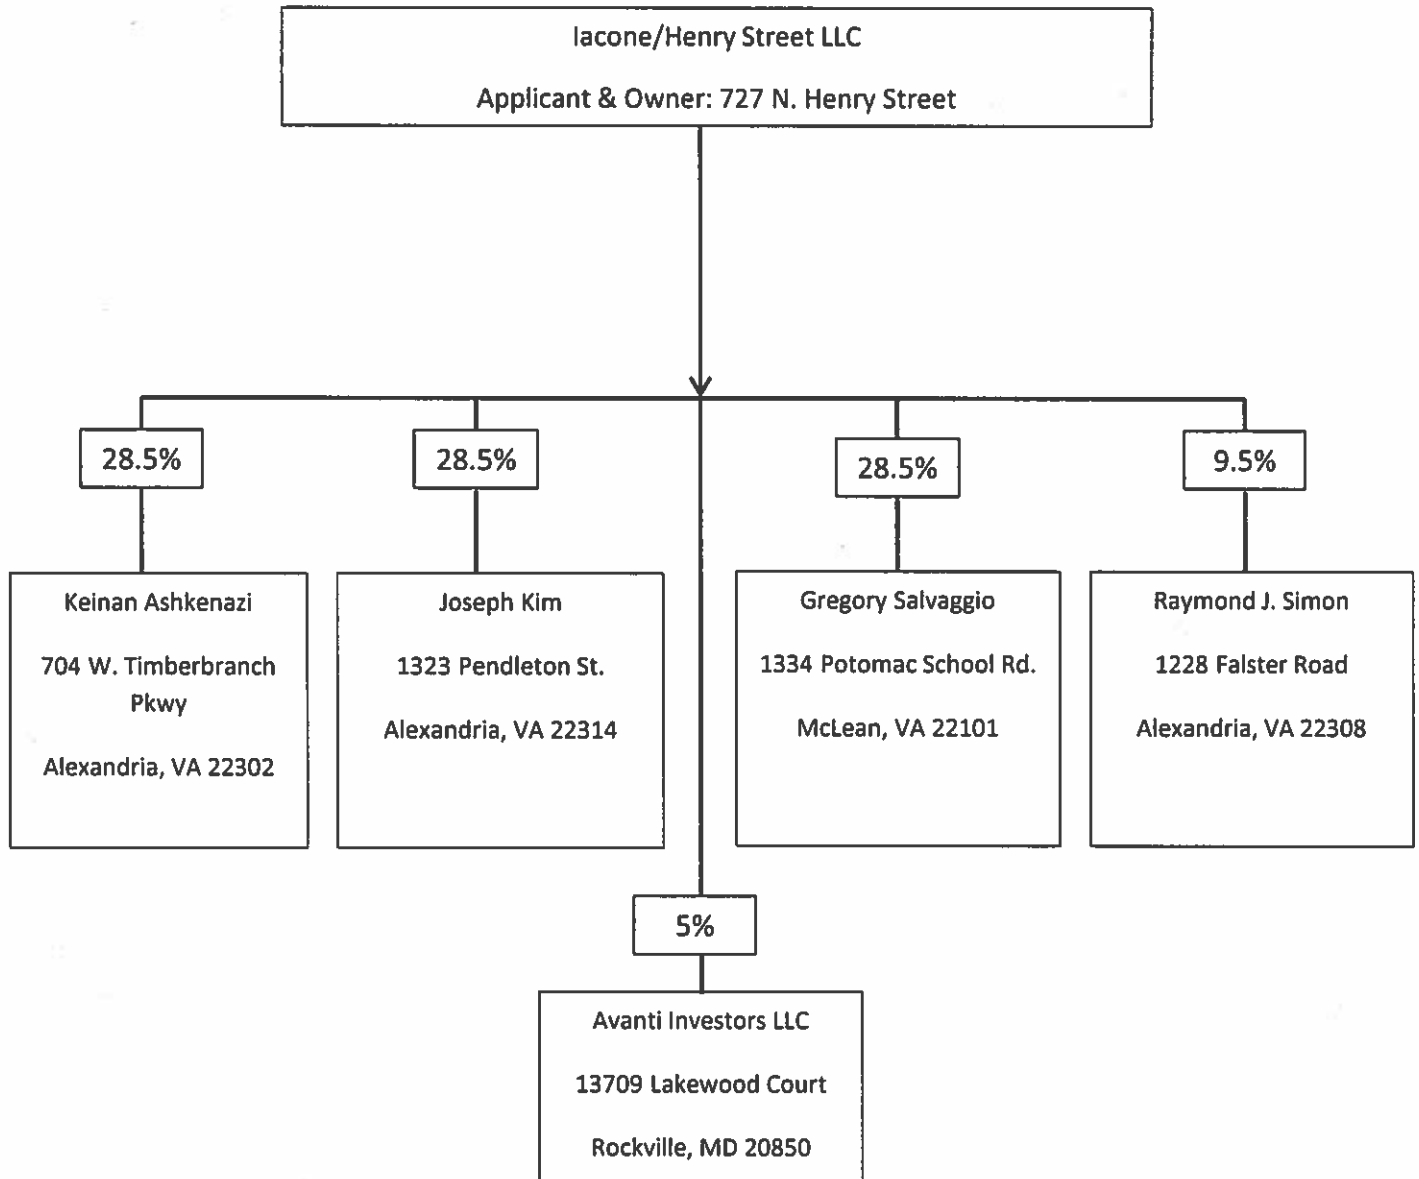 Iacone/Henry Street LLC
Applicant & Owner: 727 N. Henry Street
28.5%
28.5%
28.5%
9.5%
Keinan Ashkenazi
704 W. Timberbranch
Pkwy
Alexandria, VA 22302
Joseph Kim
1323 Pendleton St.
Alexandria, VA 22314
Gregory Salvaggio
1334 Potomac School Rd.
McLean, VA 22101
Raymond J. Simon
1228 Falster Road
Alexandria, VA 22308
5%
Avanti Investors LLC
13709 Lakewood Court
Rockville, MD 20850